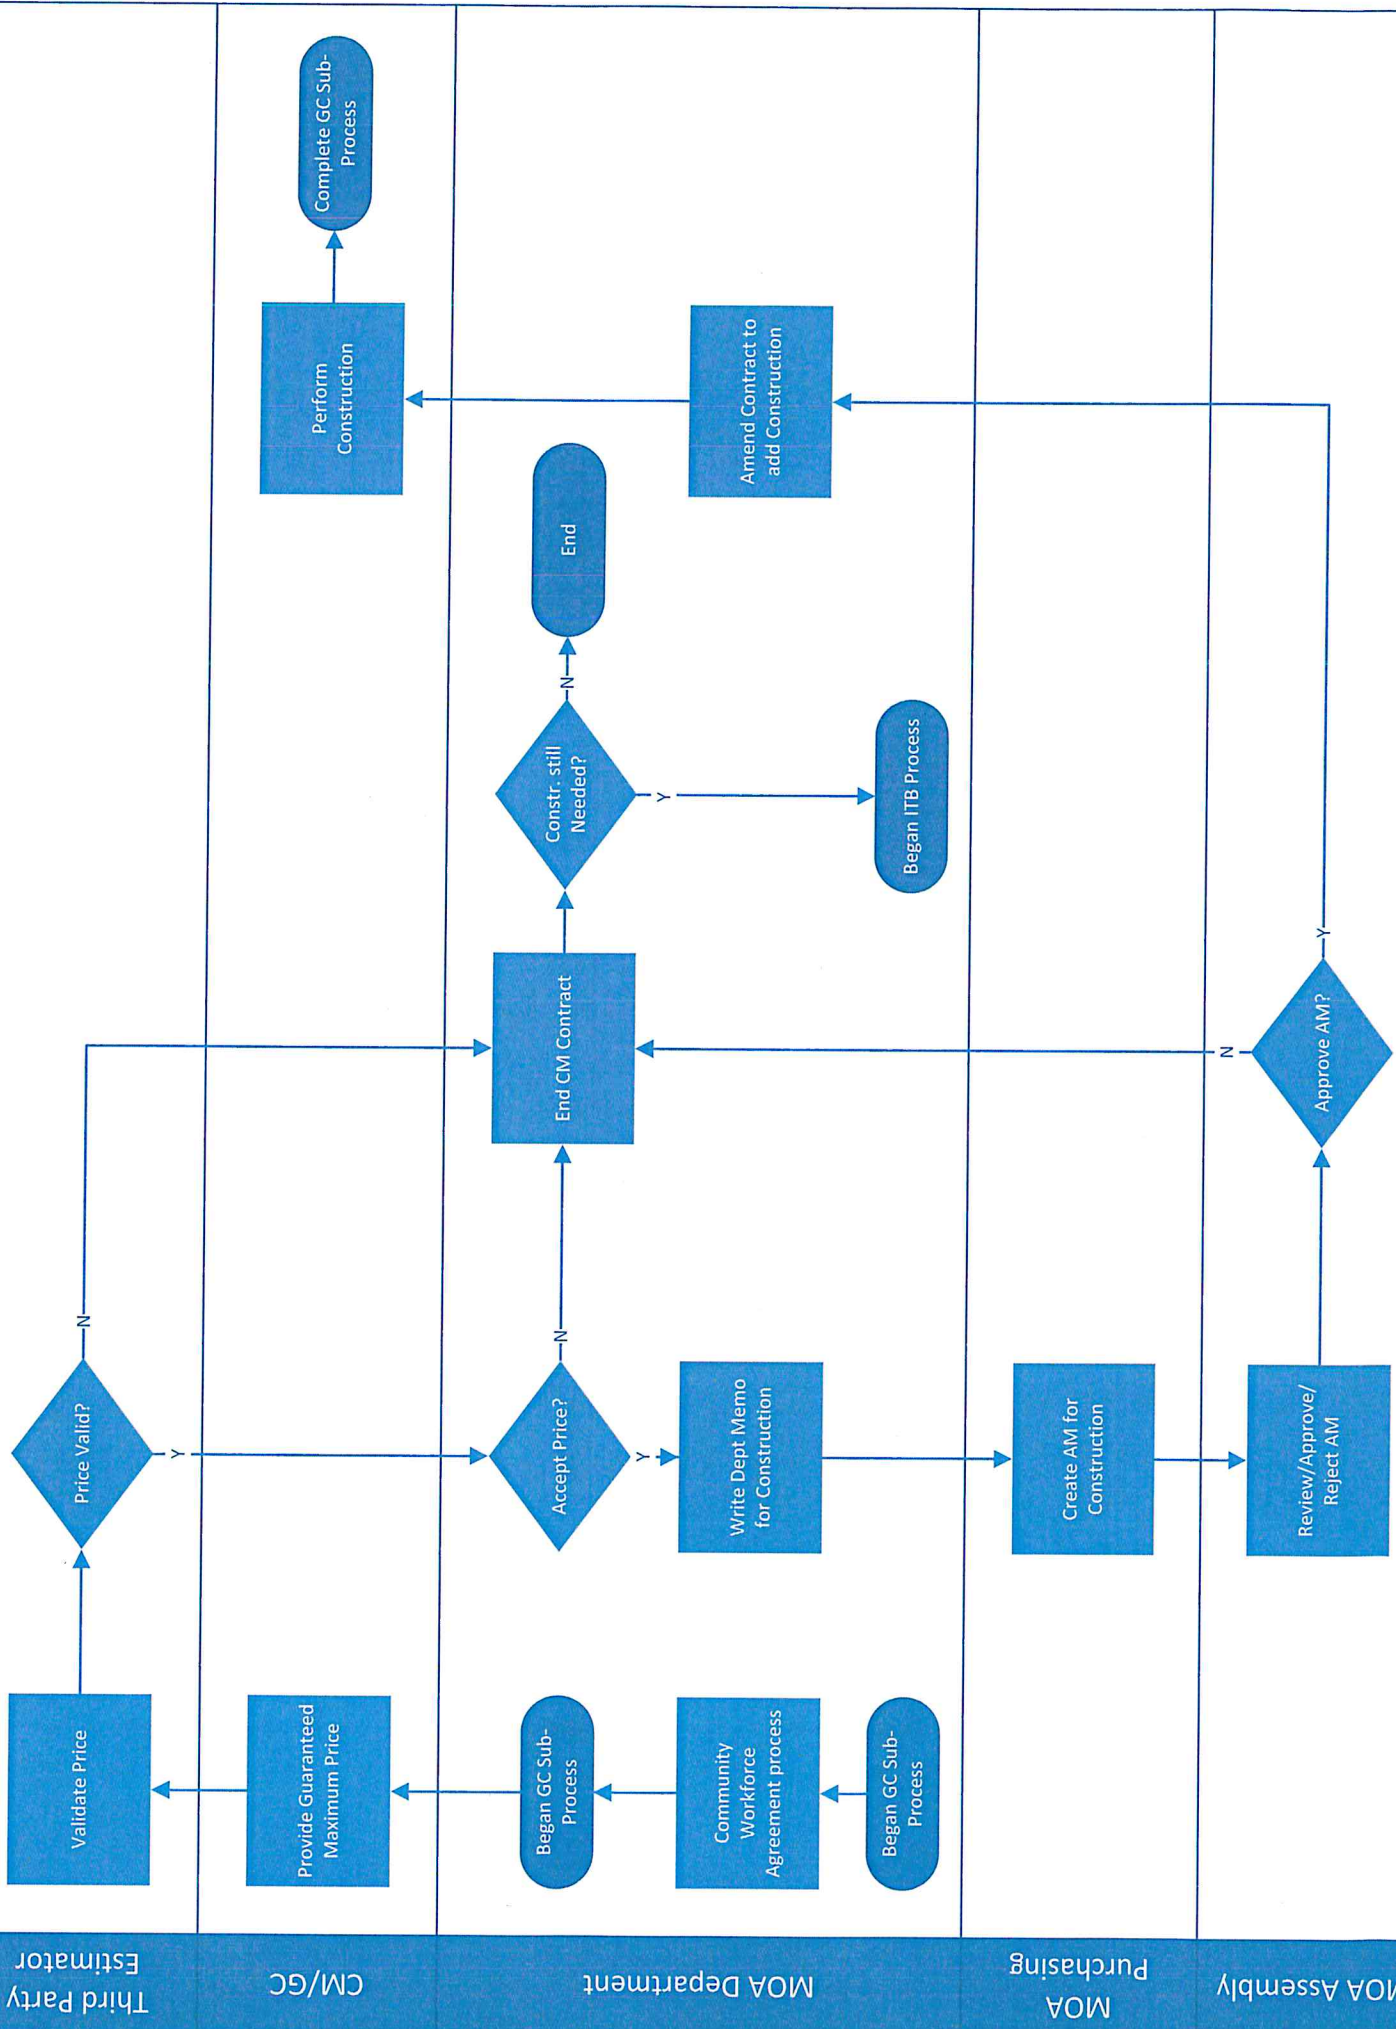 Third Party
Estimator
Validate Price
Price Valid?
Y
N
CM/GC
Provide Guaranteed
Maximum Price
Perform
Construction
Complete GC Sub-
Process
MOA Department
Began GC Sub-
Process
Community
Workforce
Agreement process
Began GC Sub-
Process
Accept Price?
N
Y
Write Dept Memo
for Construction
End CM Contract
Constr. still
Needed?
N
Y
End
Began ITB Process
Amend Contract to
add Construction
MOA
Purchasing
Create AM for
Construction
MOA Assembly
Review/Approve/
Reject AM
Approve AM?
N
Y